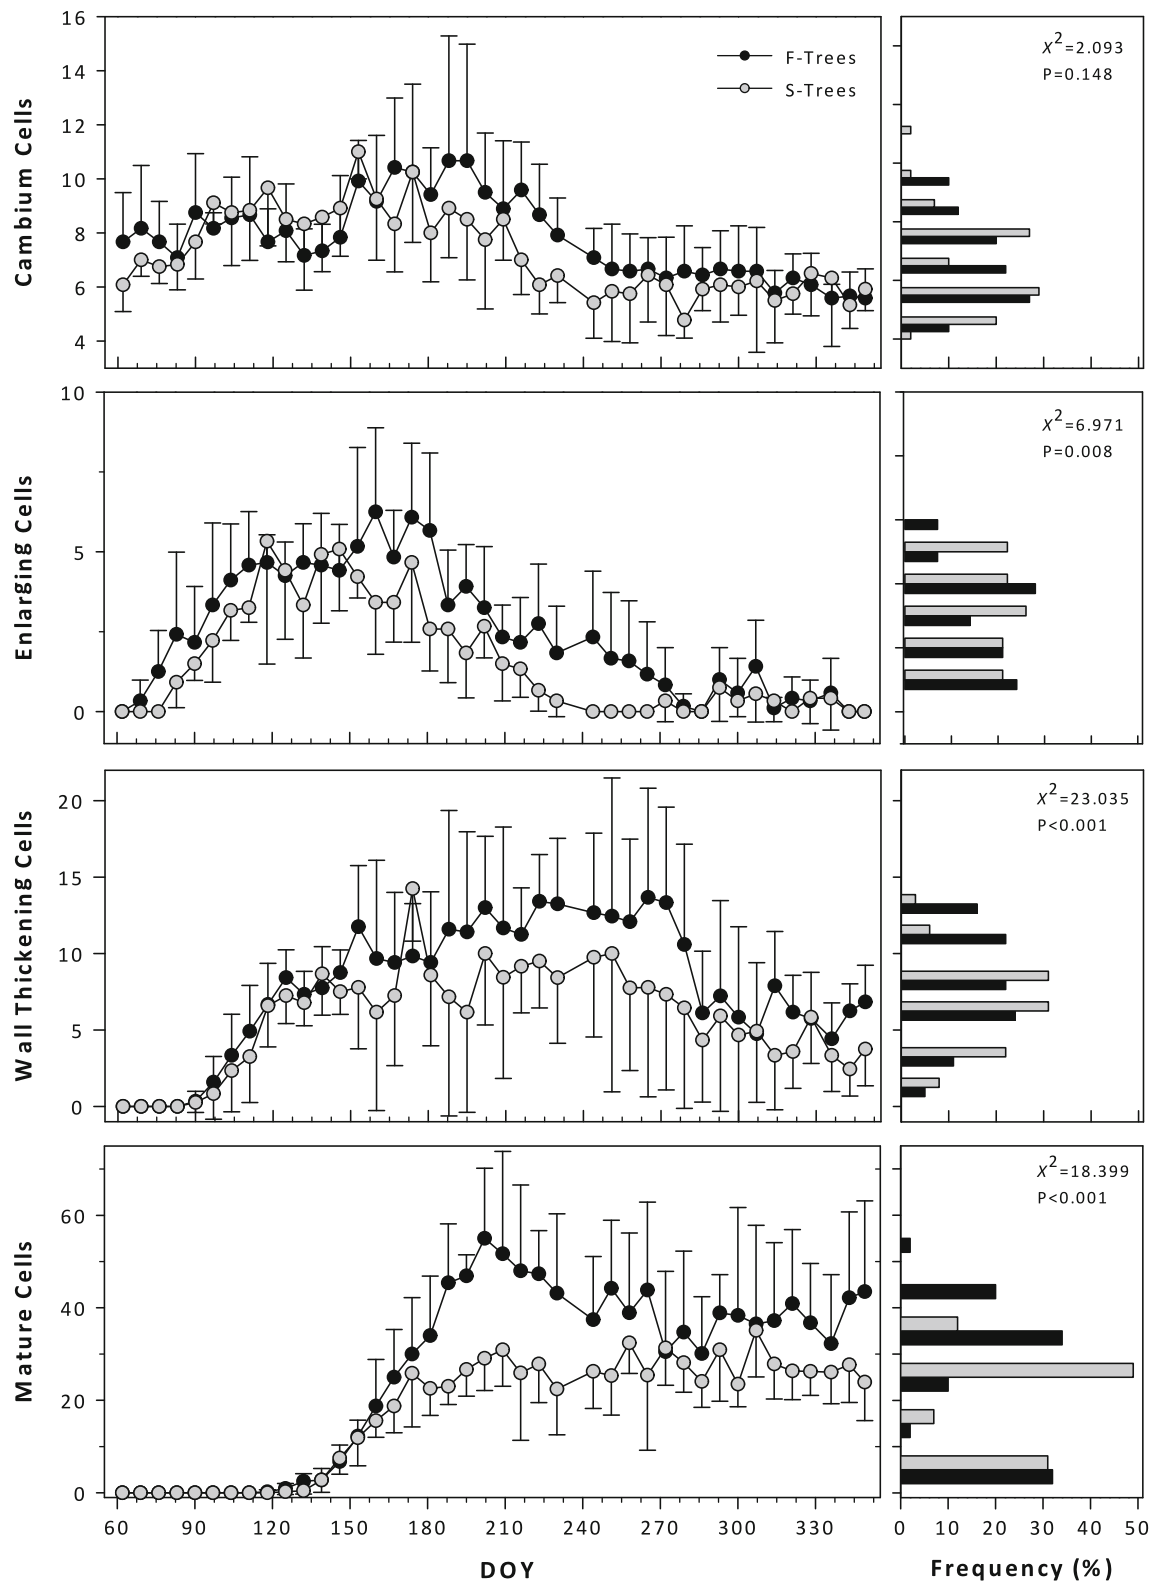 Cambium Cells
16
14
12
10
8
6
4
F-Trees
S-Trees
X2=2.093
P=0.148
Enlarging Cells
10
5
0
X2=6.971
P=0.008
Wall Thickening Cells
20
15
10
5
0
X2=23.035
P<0.001
Mature Cells
60
40
20
0
X2=18.399
P<0.001
60 90 120 150 180 210 240 270 300 330
0 10 20 30 40 50
DOY
Frequency (%)